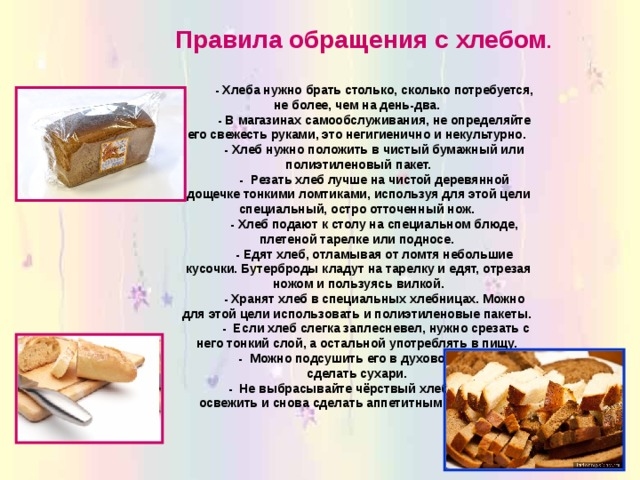 Правила обращения с хлебом.
- Хлеба нужно брать столько, сколько потребуется,
не более, чем на день-два.
- В магазинах самообслуживания, не определяйте
его свежесть руками, это негигиенично и некультурно.
- Хлеб нужно положить в чистый бумажный или
полиэтиленовый пакет.
- Резать хлеб лучше на чистой деревянной
дощечке тонкими ломтиками, используя для этой цели
специальный, остро отточенный нож.
- Хлеб подают к столу на специальном блюде,
плетеной тарелке или подносе.
- Едят хлеб, отламывая от ломтя небольшие
кусочки. Бутерброды кладут на тарелку и едят, отрезая
ножом и пользуясь вилкой.
- Хранят хлеб в специальных хлебницах. Можно
для этой цели использовать и полиэтиленовые пакеты.
- Если хлеб слегка заплесневел, нужно срезать с
него тонкий слой, а остальной употреблять в пищу.
- Можно подсушить его в
сделать сухари.
- Не выбрасывайте чёрствый
освежить и снова сделать аппетитным